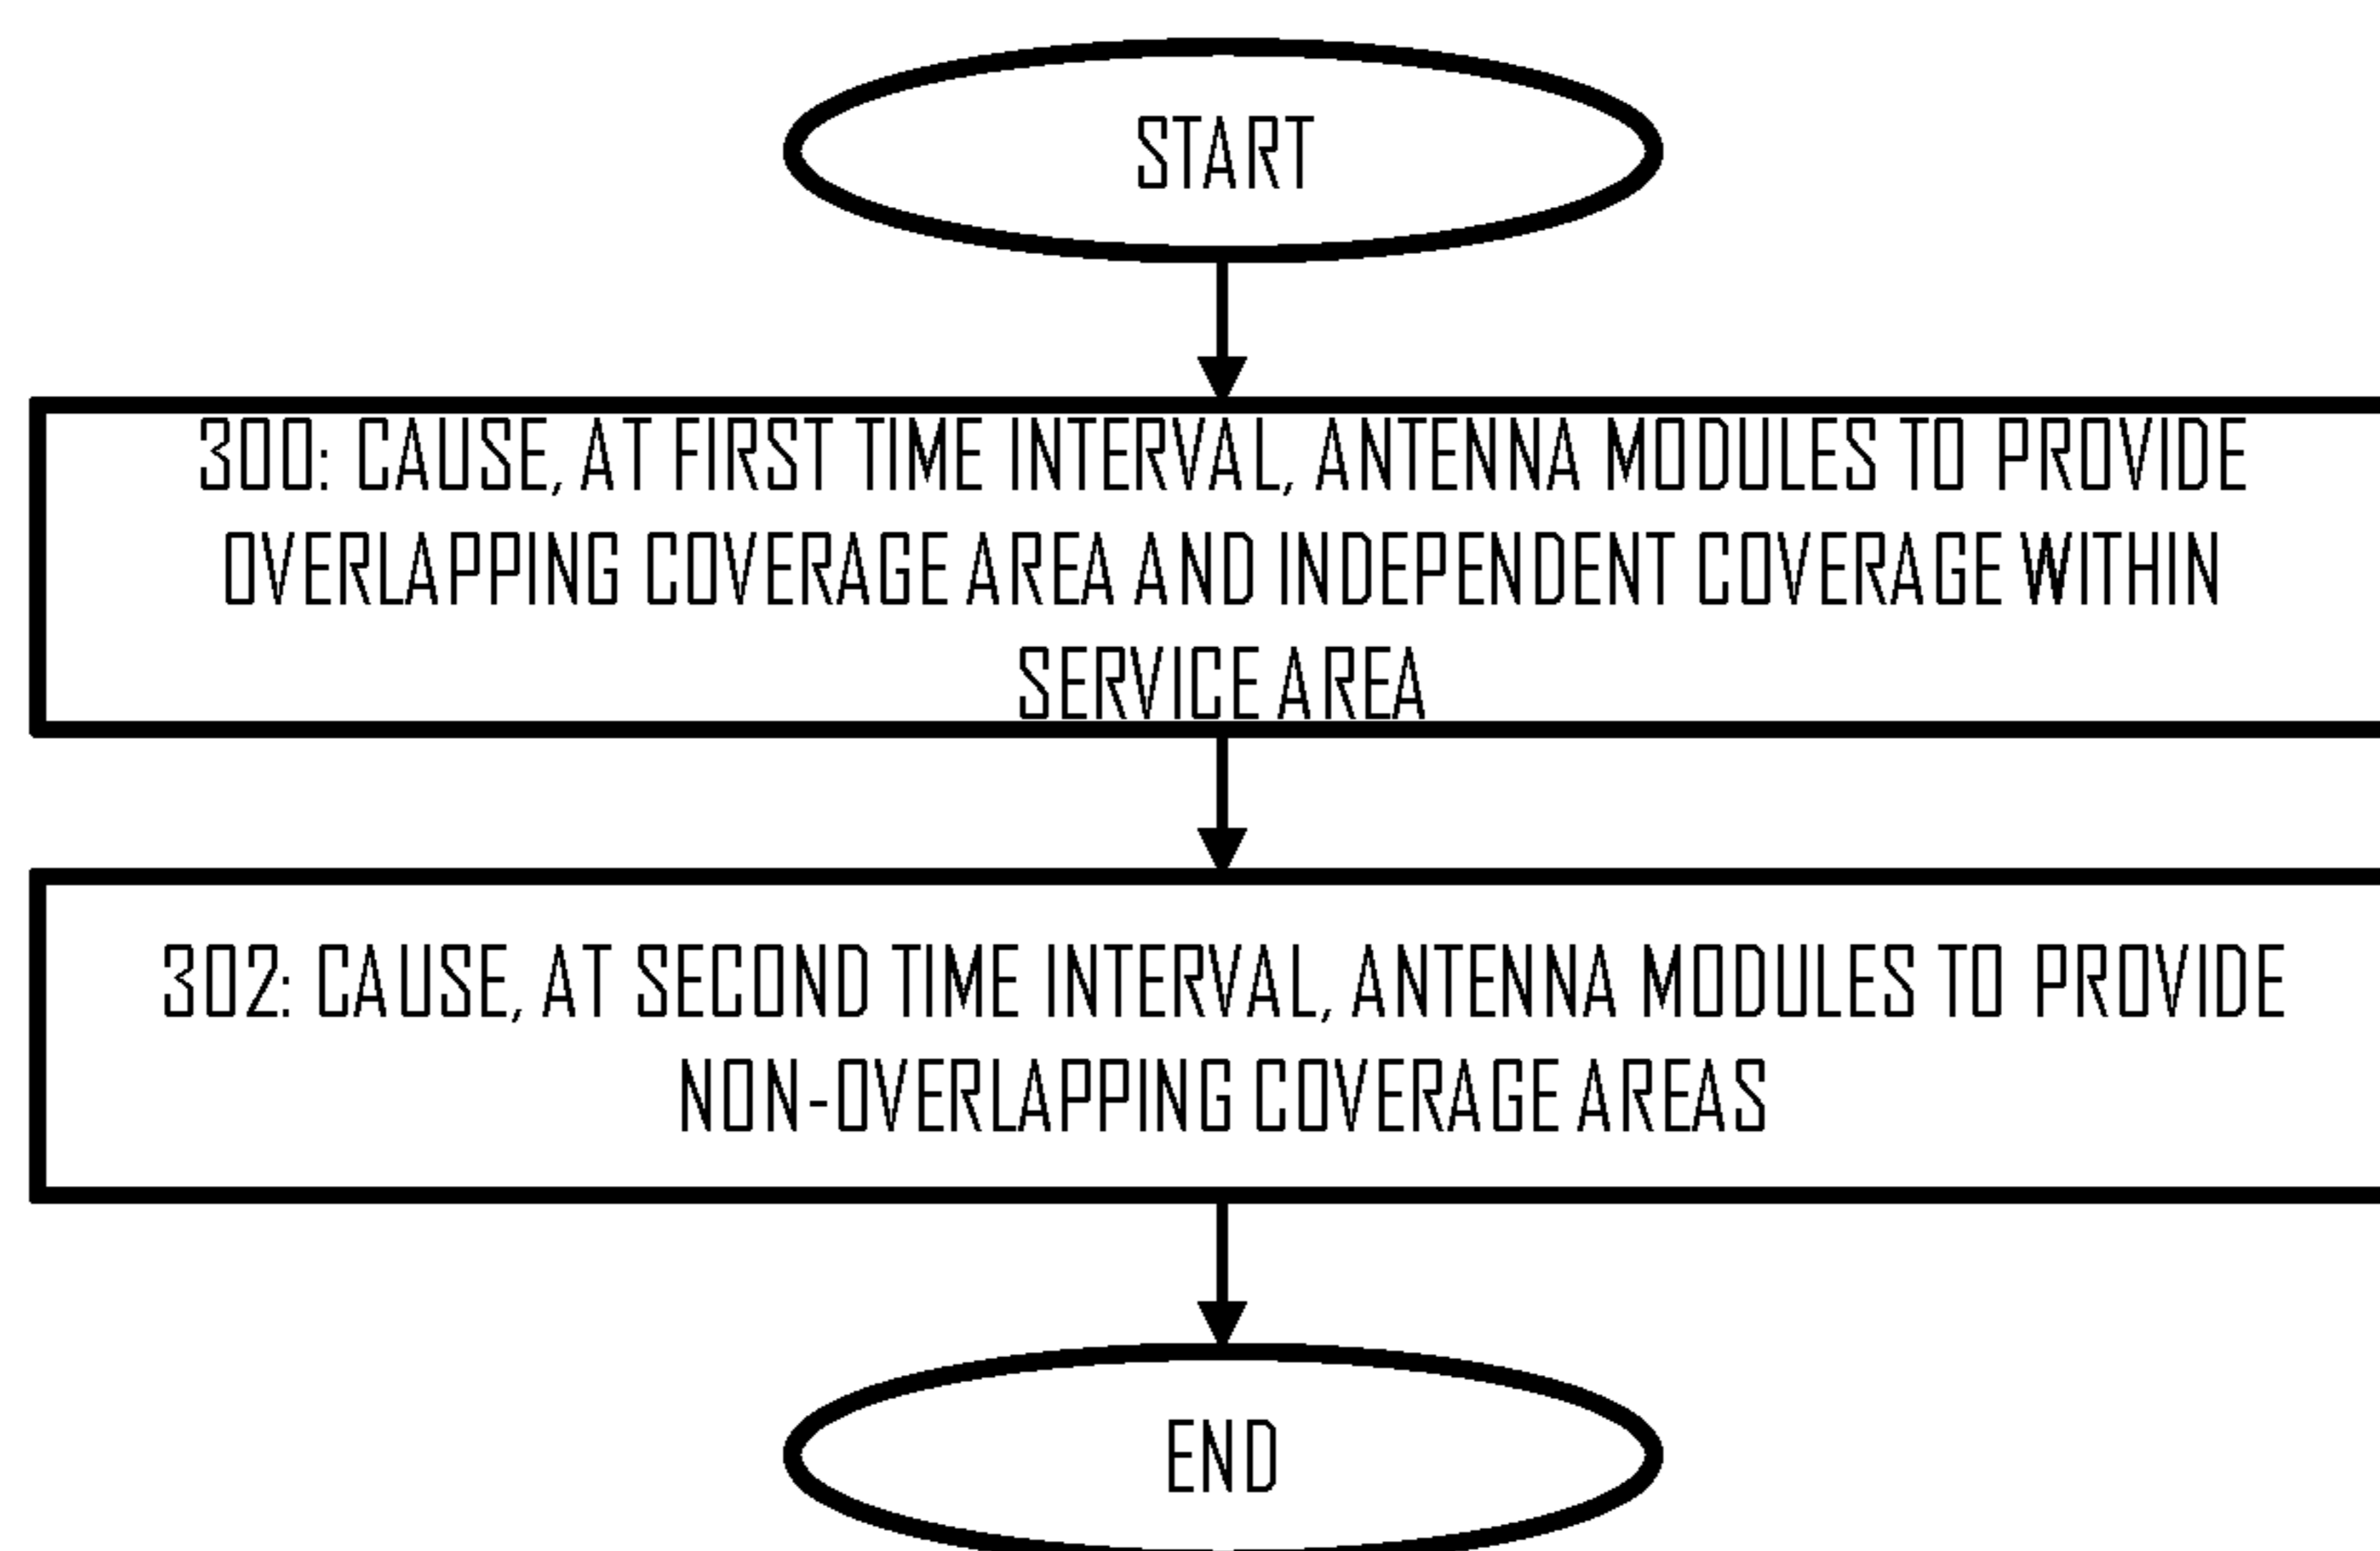 START
300: CAUSE, AT FIRST TIME INTERVAL, ANTENNA MODULES TO PROVIDE
OVERLAPPING COVERAGE AREA AND INDEPENDENT COVERAGE WITHIN
SERVICE AREA
302: CAUSE, AT SECOND TIME INTERVAL, ANTENNA MODULES TO PROVIDE
NON-OVERLAPPING COVERAGE AREAS
END